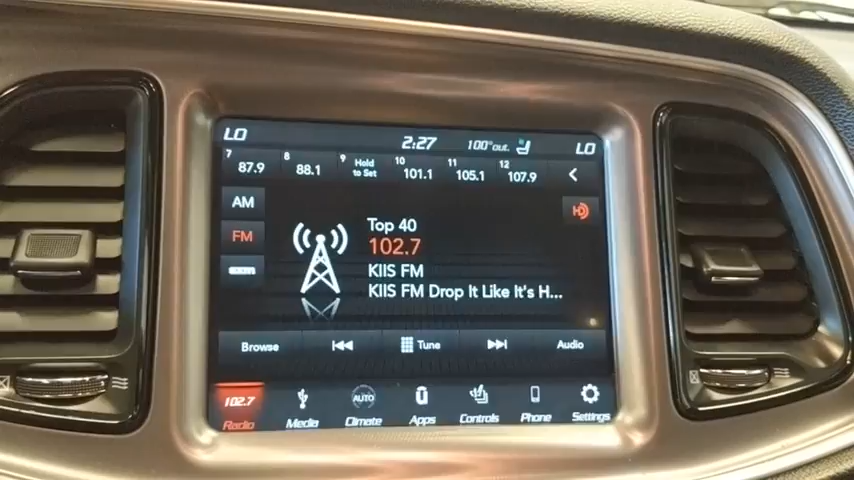 LO 2:27 100° out. LO
7 87.9 8 88.1 9 Hold to Set 10 101.1 11 105.1 12 107.9
AM
FM
Top 40
102.7
KIIS FM
KIIS FM Drop It Like It's H...
Browse Tune Audio
102.7 AUTO
Radio Media Climate Apps Controls Phone Settings